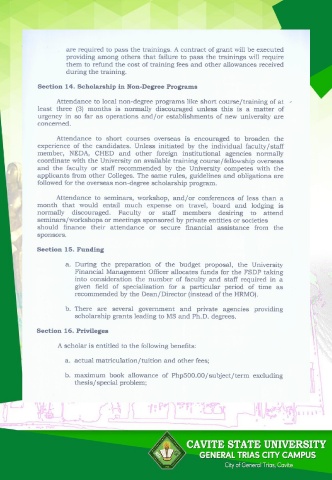 are required to pass the trainings. A contract of grant will be executed
providing among others that failure to pass the trainings will require
them to refund the cost of training fees and other allowances received
during the training.
Section 14. Scholarship in Non-Degree Programs
Attendance to local non-degree programs like short course/training of at
least three (3) months is normally discouraged unless this is a matter of
urgency in so far as operations and/or establishments of new university are
concerned.
Attendance to short courses overseas is encouraged to broaden the
experience of the candidates. Unless initiated by the individual faculty/staff
member, NEDA, CHED and other foreign institutional agencies normally
coordinate with the University on available training course/fellowship overseas
and the faculty or staff recommended by the University competes with the
applicants from other Colleges. The same rules, guidelines and obligations are
followed for the overseas non-degree scholarship program.
Attendance to seminars, workshop, and/or conferences of less than a
month that would entail much expense on travel, board and lodging is
normally discouraged. Faculty or staff members desiring to attend
seminars/workshops or meetings sponsored by private entities or societies
should finance their attendance or secure financial assistance from the
sponsors.
Section 15. Funding
a. During the preparation of the budget proposal, the University
Financial Management Officer allocates funds for the FSDP taking
into consideration the number of faculty and staff required in a
given field of specialization for a particular period of time as
recommended by the Dean/Director (instead of the HRMO).
b. There are several government and private agencies providing
scholarship grants leading to MS and Ph.D. degrees.
Section 16. Privileges
A scholar is entitled to the following benefits:
a. actual matriculation/tuition and other fees;
b. maximum book allowance of Php500.00/subject/term excluding
thesis/special problem;
CAVITE STATE UNIVERSITY
GENERAL TRIAS CITY CAMPUS
City of General Trias, Cavite